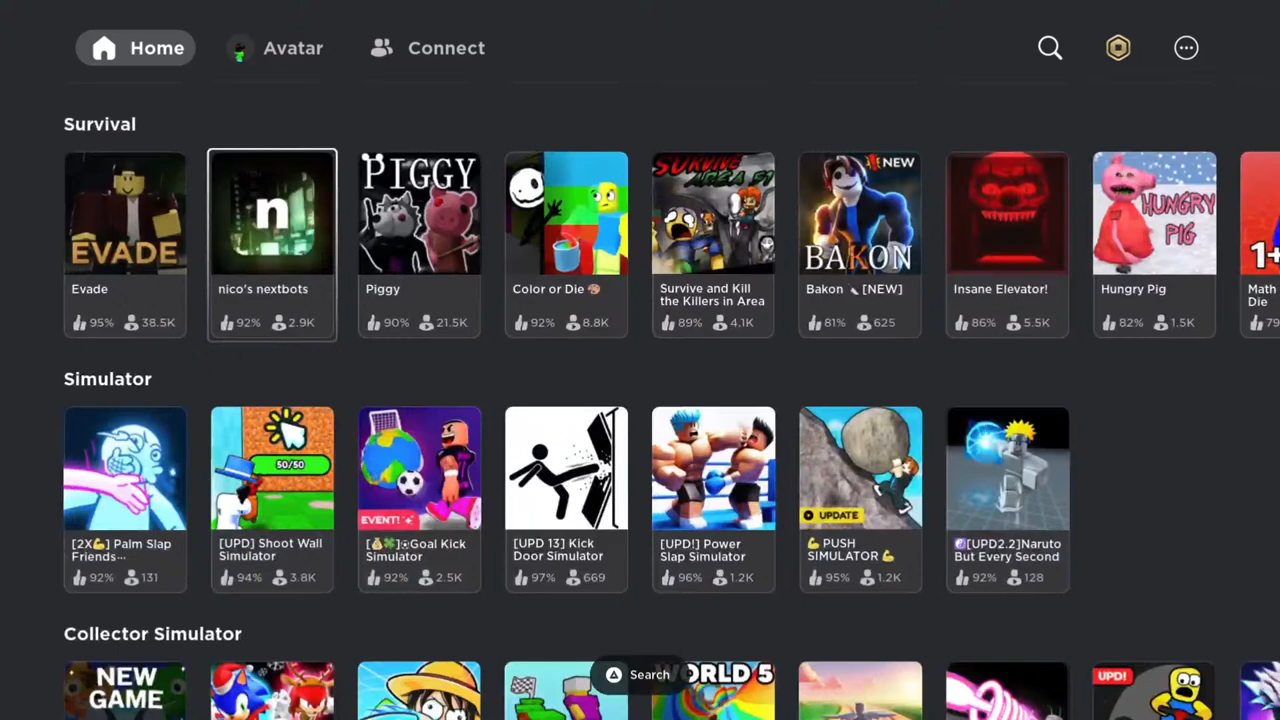 Home Avatar Connect
Survival
EVADE
n
PIGGY
SURVIVE
AREA 51
NEW
BAKON
HUNGRY
PIG
1+
Evade
nico's nextbots
Piggy
Color or Die 🎨
Survive and Kill
the Killers in Area
Bakon 🔪 [NEW]
Insane Elevator!
Hungry Pig
Math
Die
95% 38.5K
92% 2.9K
90% 21.5K
92% 8.8K
89% 4.1K
81% 625
86% 5.5K
82% 1.5K
79
Simulator
50/50
EVENT!
UPDATE
[2X💪] Palm Slap
Friends...
[UPD] Shoot Wall
Simulator
[💰🍀]⚽Goal Kick
Simulator
[UPD 13] Kick
Door Simulator
[UPD!] Power
Slap Simulator
💪 PUSH
SIMULATOR 💪
[UPD2.2]Naruto
But Every Second
92% 131
94% 3.8K
92% 2.5K
97% 669
96% 1.2K
95% 1.2K
92% 128
Collector Simulator
NEW
GAME
WORLD 5
UPD!
Search